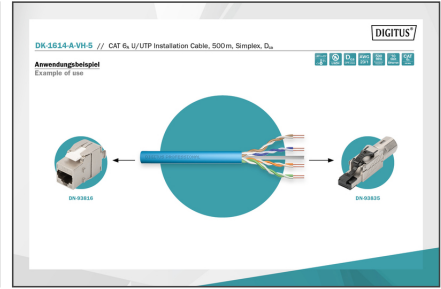 DIGITUS®
DK-1614-A-VH-5 // CAT 6A U/UTP Installation Cable, 500 m, Simplex, Dca
Anwendungsbeispiel
Example of use
DN-93616
DN-93635